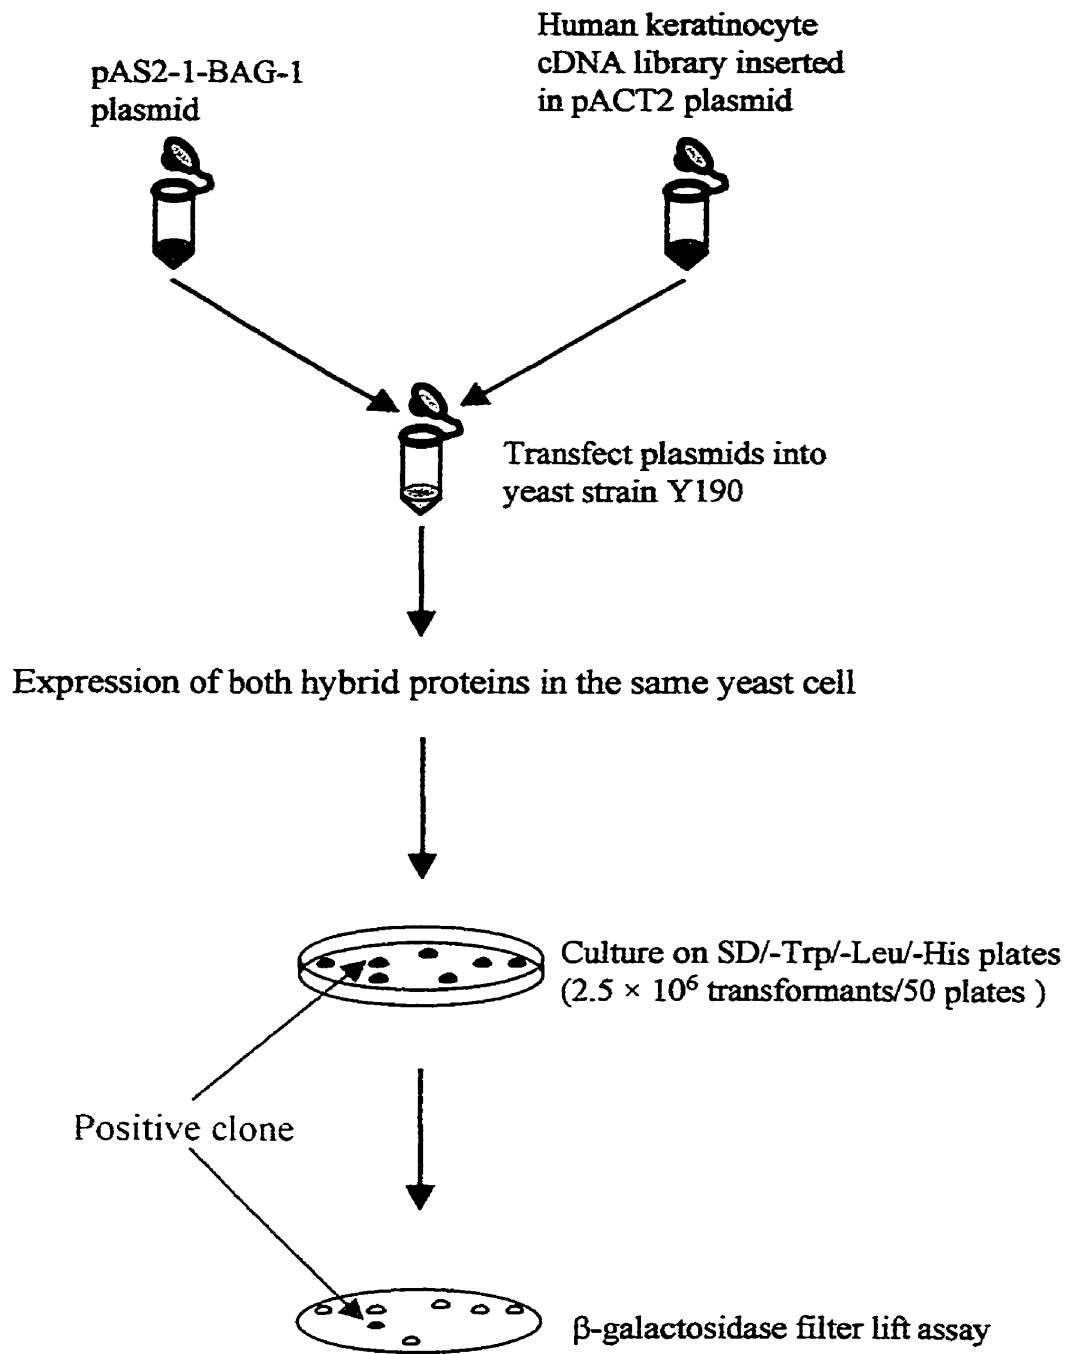 pAS2-1-BAG-1
plasmid
Human keratinocyte
cDNA library inserted
in pACT2 plasmid
Transfect plasmids into
yeast strain Y190
Expression of both hybrid proteins in the same yeast cell
Culture on SD/-Trp/-Leu/-His plates
(2.5 × 10⁶ transformants/50 plates )
Positive clone
β-galactosidase filter lift assay